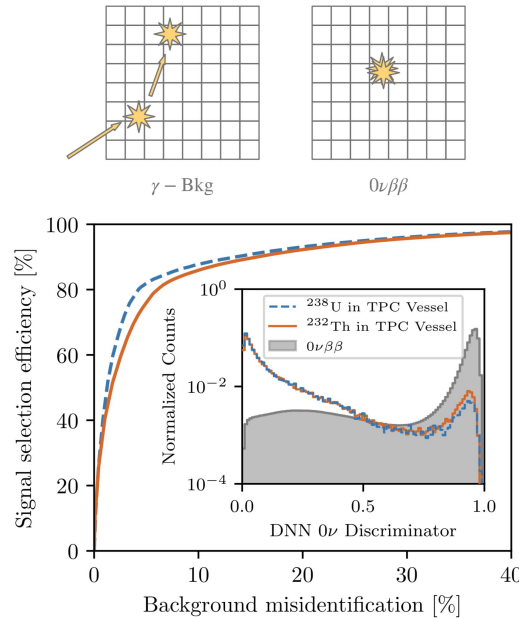 γ − Bkg
0νββ
Signal selection efficiency [%]
100
80
60
40
20
0
0
10
20
30
40
Background misidentification [%]
Normalized Counts
10⁰
10⁻²
10⁻⁴
²³⁸U in TPC Vessel
²³²Th in TPC Vessel
0νββ
0.0
0.5
1.0
DNN 0ν Discriminator